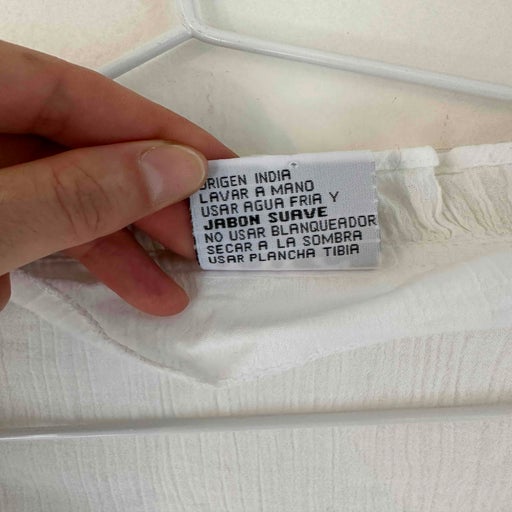 ORIGEN INDIA
LAVAR A MANO
USAR AGUA FRIA Y
JABON SUAVE
NO USAR BLANQUEADOR
SECAR A LA SOMBRA
USAR PLANCHA TIBIA